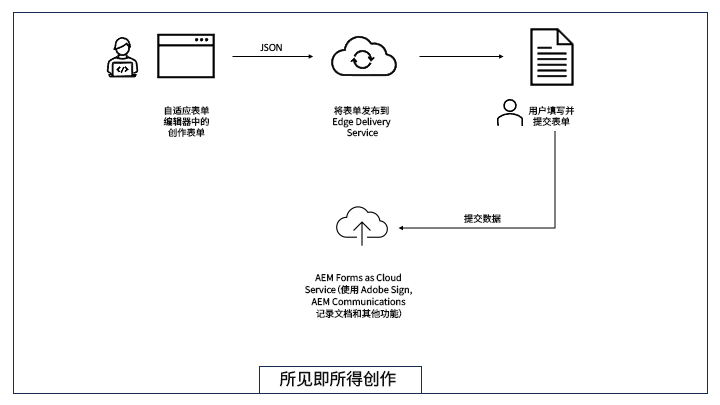 JSON
自适应表单
编辑器中的
创作表单
将表单发布到
Edge Delivery
Service
用户填写并
提交表单
提交数据
AEM Forms as Cloud
Service（使用 Adobe Sign,
AEM Communications
记录文档和其他功能）
所见即所得创作